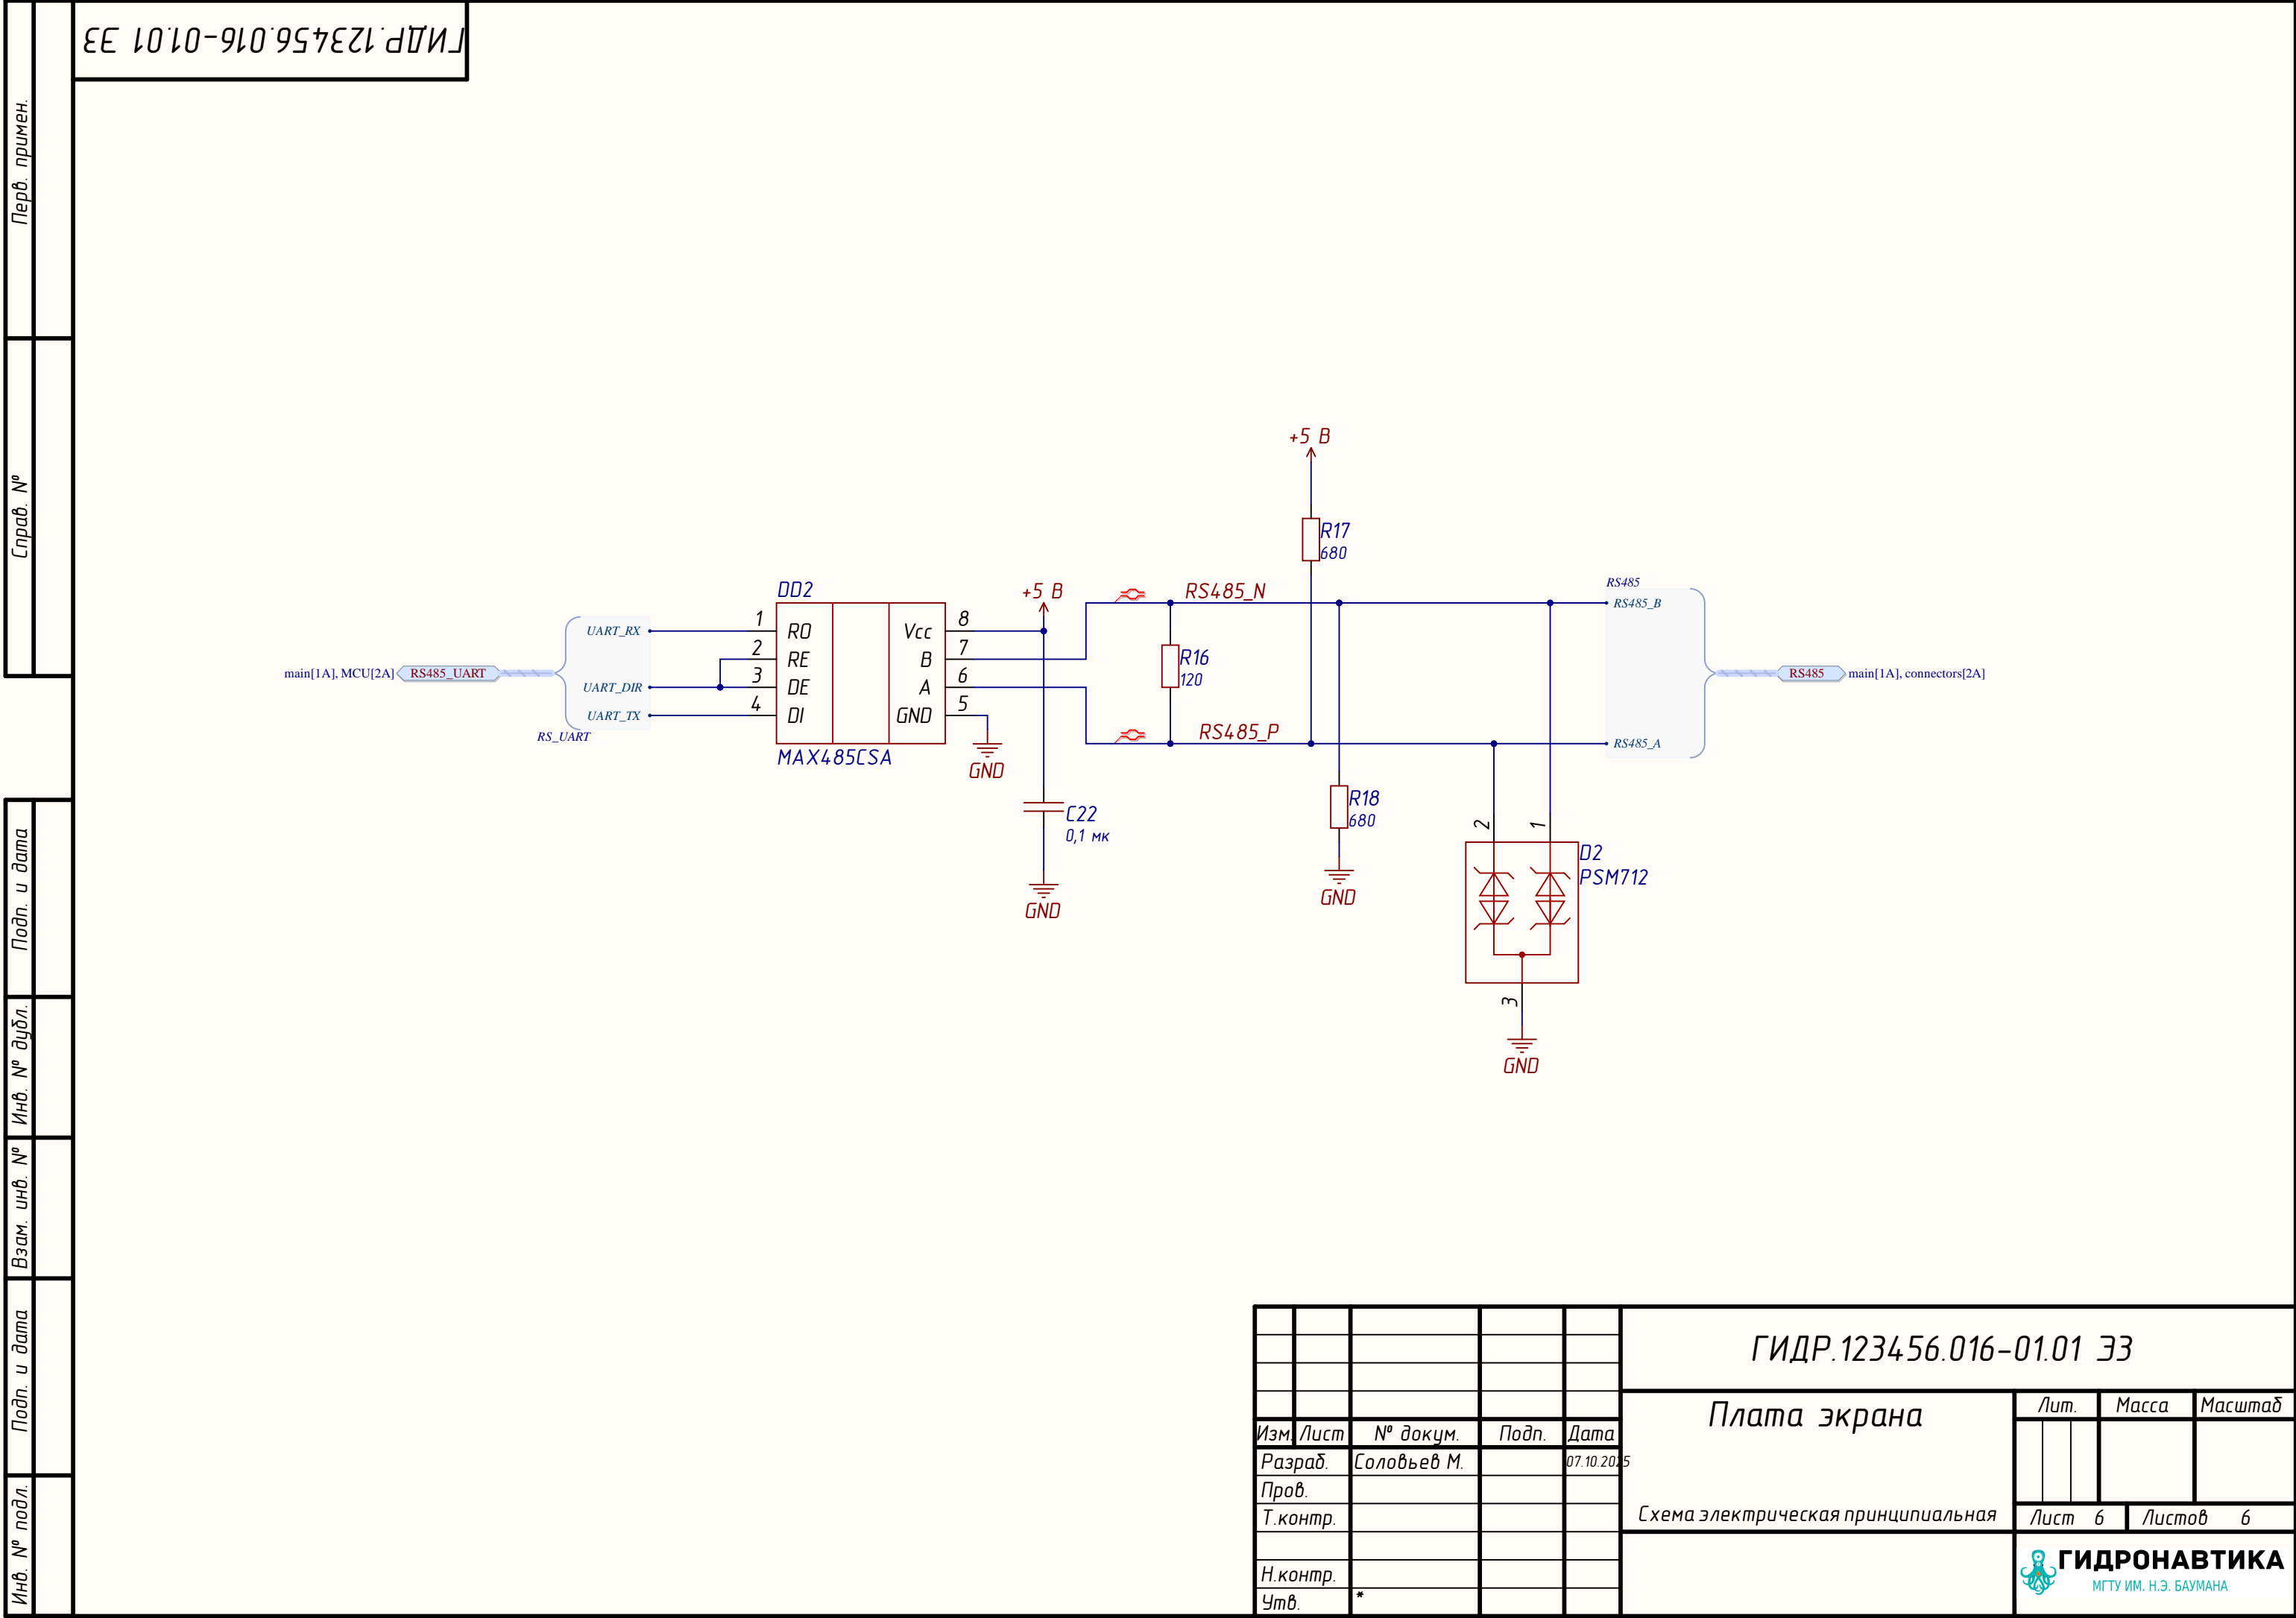 ГИДР.123456.016-01.01 ЭЗ
Перв. примен.
Справ. №
Подп. и дата
Инв. № дубл.
Взам. инв. №
Подп. и дата
Инв. № подл.
+5 В
R17
680
DD2
+5 В
RS485_N
RS485
RS485_B
UART_RX
1
RO
Vcc
8
2
RE
B
7
R16
120
main[1A], MCU[2A]
RS485_UART
RS485
main[1A], connectors[2A]
UART_DIR
3
DE
A
6
UART_TX
4
DI
GND
5
RS_UART
RS485_P
RS485_A
MAX485CSA
GND
C22
0,1 мк
GND
R18
680
GND
2
1
D2
PSM712
3
GND
ГИДР.123456.016-01.01 ЭЗ
Плата экрана
Схема электрическая принципиальная
Лит.
Масса
Масштаб
Изм.
Лист
№ докум.
Подп.
Дата
Разраб.
Соловьев М.
07.10.2025
Пров.
Т.контр.
Н.контр.
Утв.
*
Лист 6
Листов 6
ГИДРОНАВТИКА
МГТУ ИМ. Н.Э. БАУМАНА